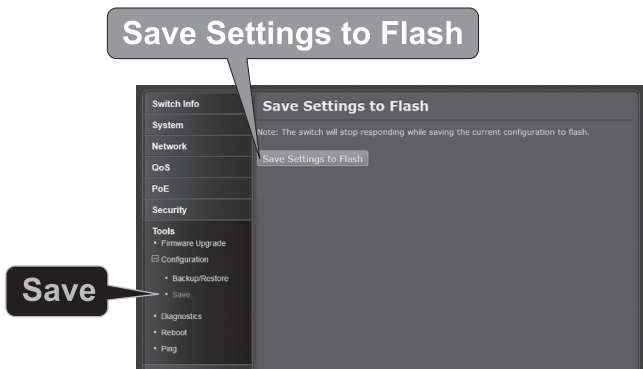 Save Settings to Flash
Switch Info
System
Network
QoS
PoE
Security
Tools
• Firmware Upgrade
Configuration
• Backup/Restore
• Save
• Diagnostics
• Reboot
• Ping
Save Settings to Flash
Note: The switch will stop responding while saving the current configuration to flash.
Save Settings to Flash
Save